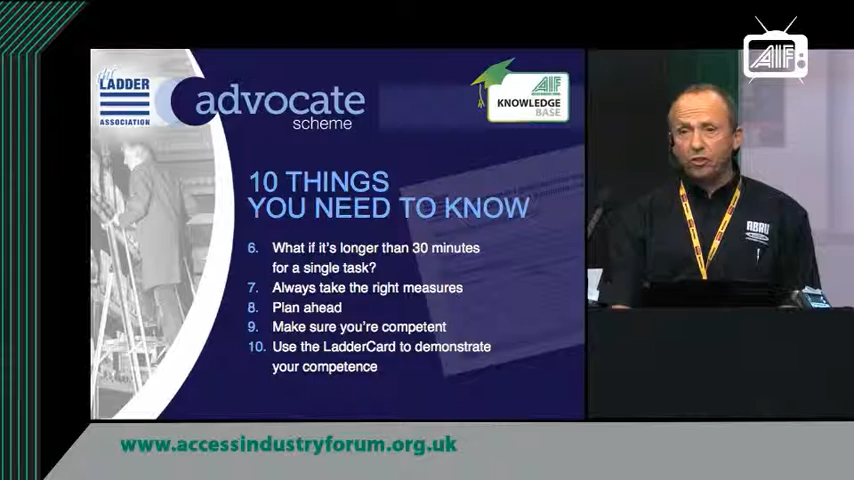 AIF
the
LADDER
ASSOCIATION
advocate
scheme
AIF
KNOWLEDGE
BASE
10 THINGS
YOU NEED TO KNOW
6. What if it's longer than 30 minutes
for a single task?
7. Always take the right measures
8. Plan ahead
9. Make sure you're competent
10. Use the LadderCard to demonstrate
your competence
ABRU
www.accessindustryforum.org.uk